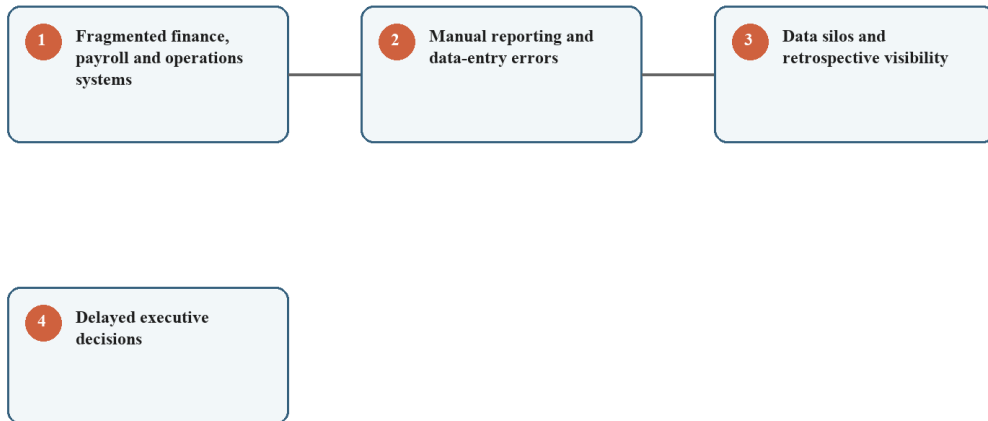 1
Fragmented finance,
payroll and operations
systems
2
Manual reporting and
data-entry errors
3
Data silos and
retrospective visibility
4
Delayed executive
decisions